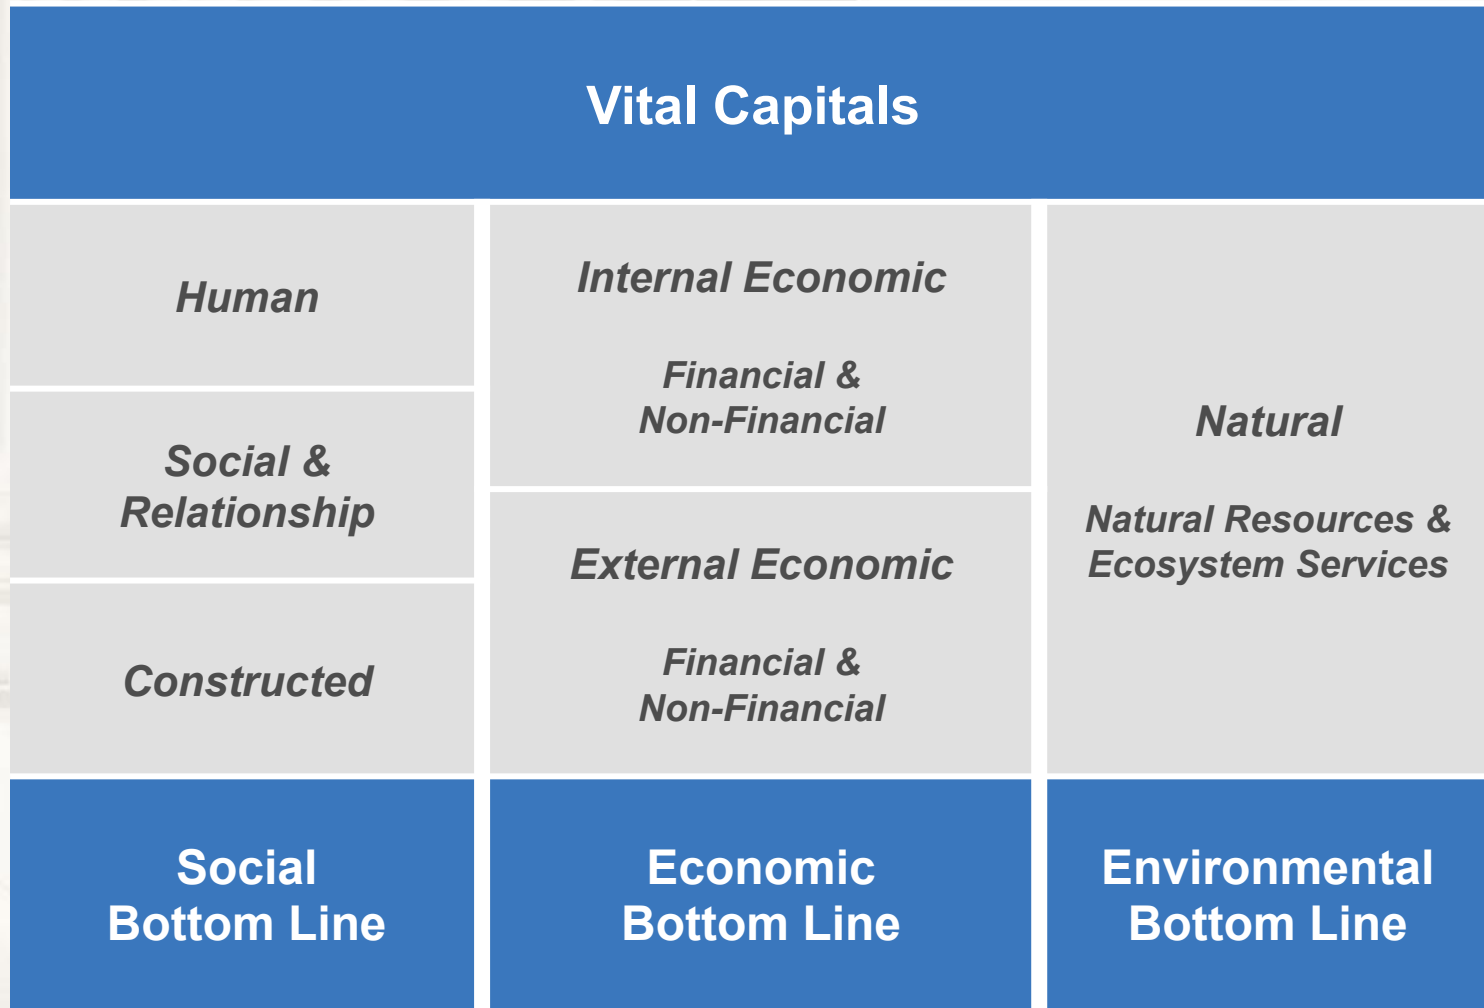 Vital Capitals
Human
Social &
Relationship
Constructed
Internal Economic
Financial &
Non-Financial
External Economic
Financial &
Non-Financial
Natural
Natural Resources &
Ecosystem Services
Social
Bottom Line
Economic
Bottom Line
Environmental
Bottom Line